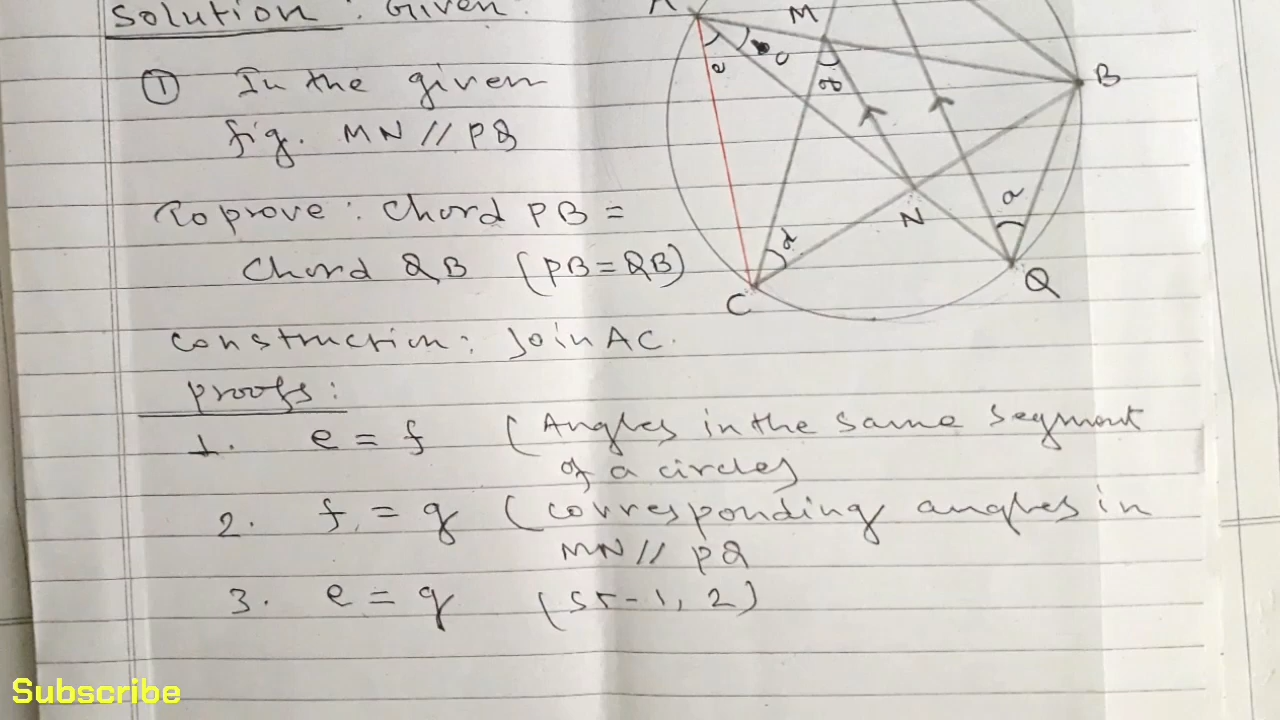 Solution: Given:
① In the given
fig. MN // PQ
To prove: Chord PB =
Chord QB (PB = QB)
Construction: Join AC.
Proofs:
1. e = f (Angles in the same segment
of a circles)
2. f = g (corresponding angles in
MN // PQ
3. e = g (ST-1, 2)
A
M
B
e
c
g
N
a
d
C
Q
Subscribe